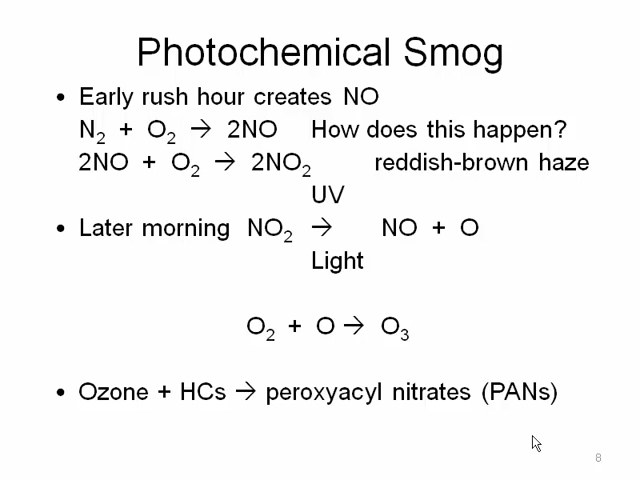 Photochemical Smog
• Early rush hour creates NO
N₂ + O₂ → 2NO How does this happen?
2NO + O₂ → 2NO₂ reddish-brown haze
UV
• Later morning NO₂ → NO + O
Light
O₂ + O → O₃
• Ozone + HCs → peroxyacyl nitrates (PANs)
8